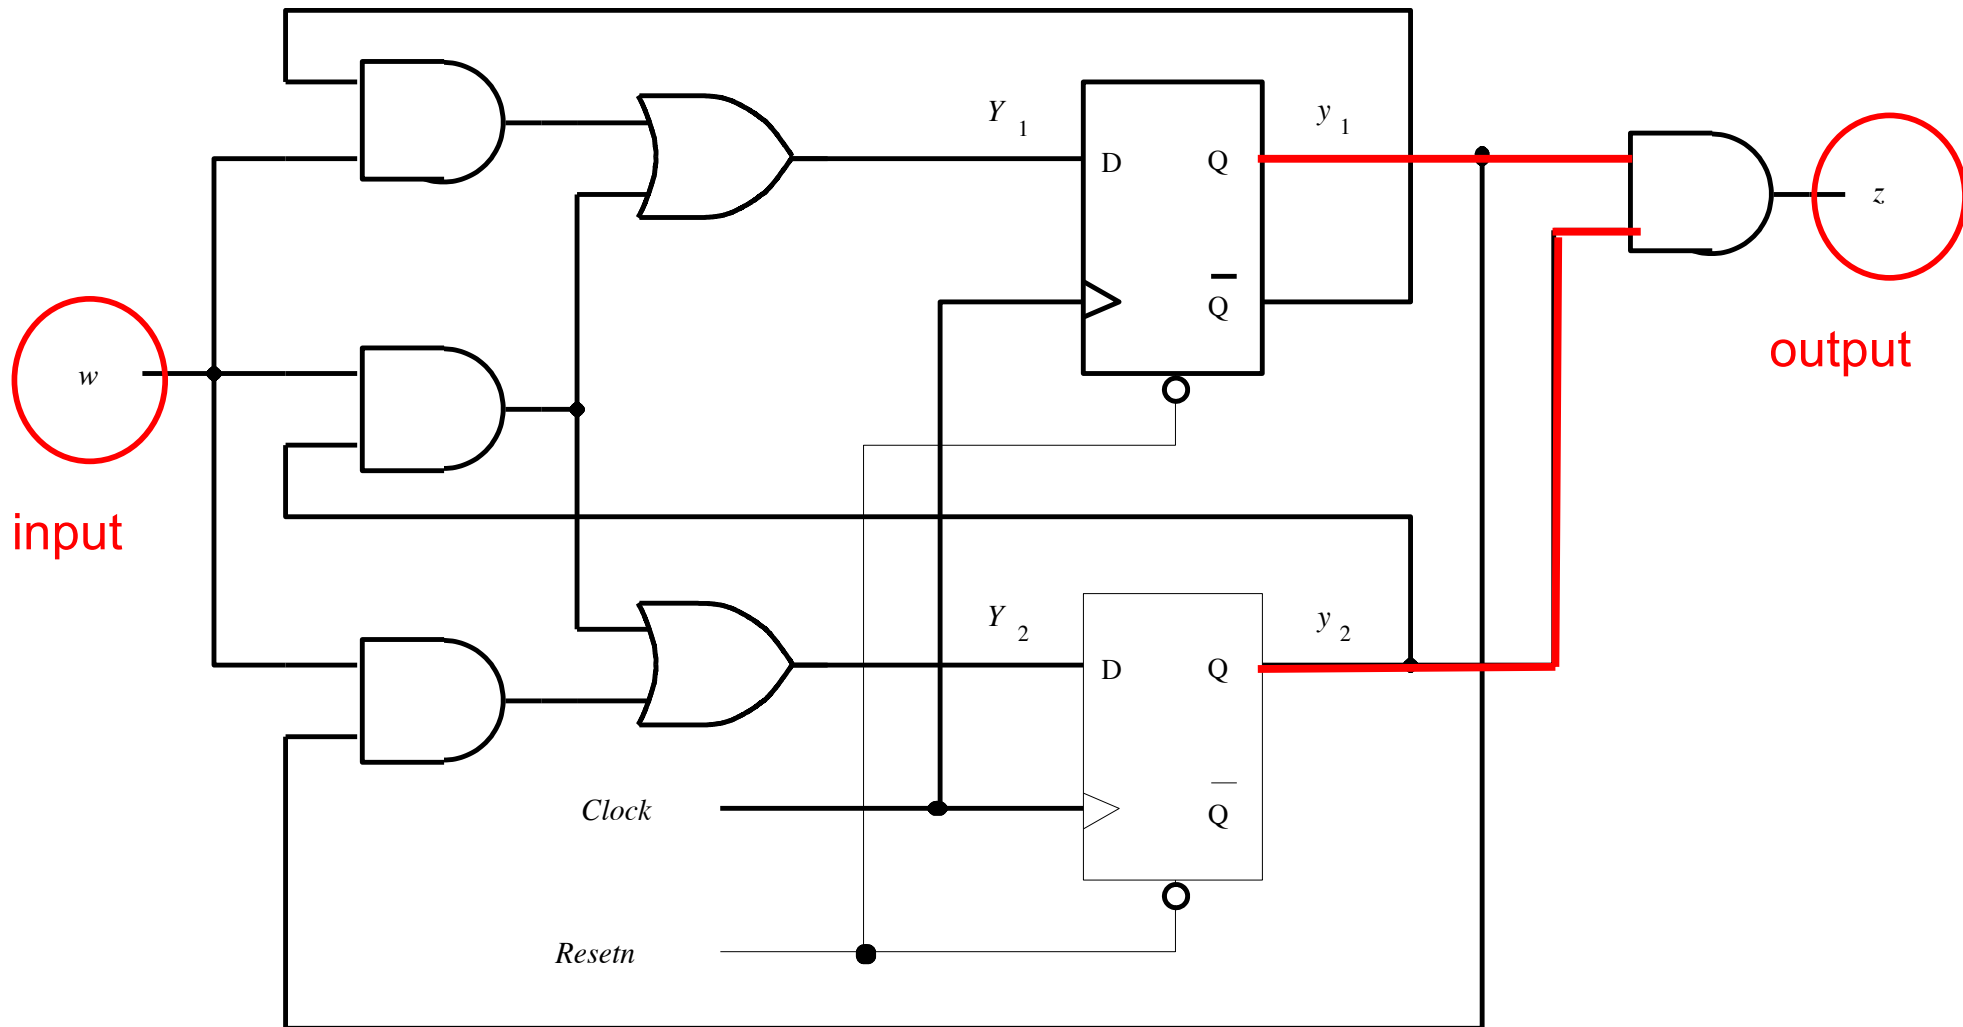 Y 1
y 1
D
Q
z
Q
w
output
input
Y 2
y 2
D
Q
Clock
Q
Resetn